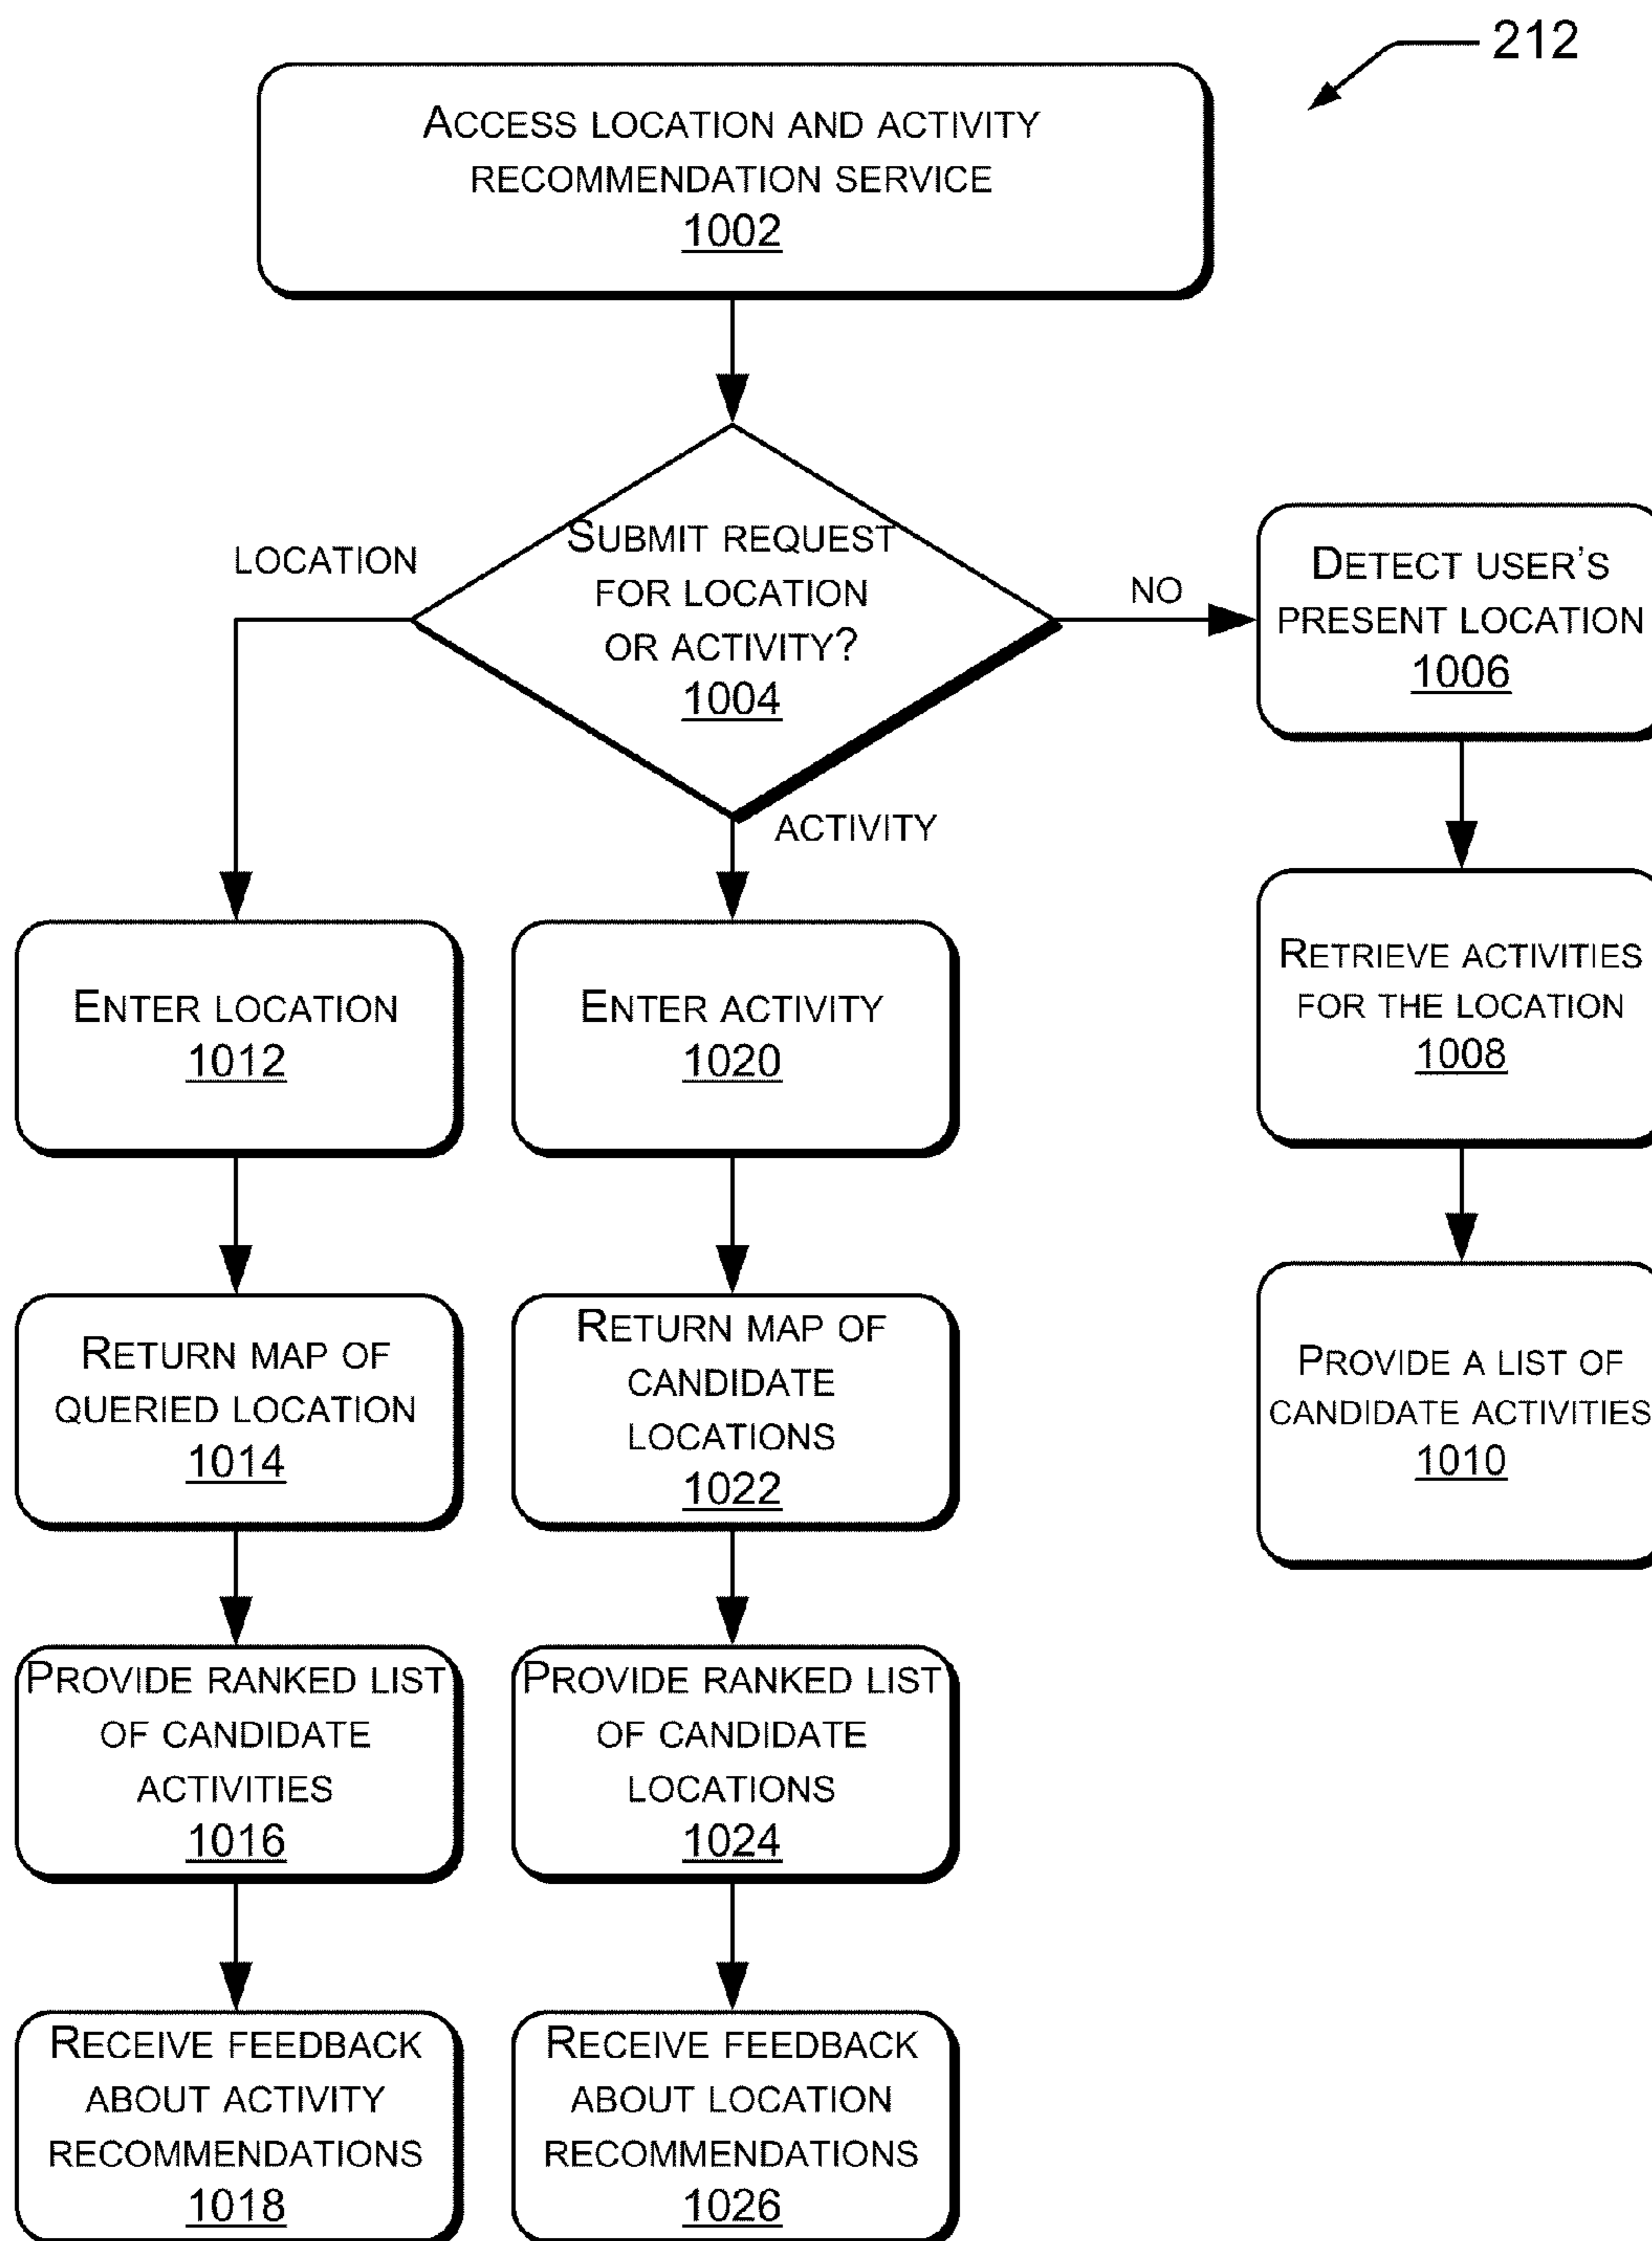 212
ACCESS LOCATION AND ACTIVITY
RECOMMENDATION SERVICE
1002
SUBMIT REQUEST
FOR LOCATION
OR ACTIVITY?
1004
LOCATION
NO
ACTIVITY
DETECT USER'S
PRESENT LOCATION
1006
RETRIEVE ACTIVITIES
FOR THE LOCATION
1008
PROVIDE A LIST OF
CANDIDATE ACTIVITIES
1010
ENTER LOCATION
1012
RETURN MAP OF
QUERIED LOCATION
1014
PROVIDE RANKED LIST
OF CANDIDATE
ACTIVITIES
1016
RECEIVE FEEDBACK
ABOUT ACTIVITY
RECOMMENDATIONS
1018
ENTER ACTIVITY
1020
RETURN MAP OF
CANDIDATE
LOCATIONS
1022
PROVIDE RANKED LIST
OF CANDIDATE
LOCATIONS
1024
RECEIVE FEEDBACK
ABOUT LOCATION
RECOMMENDATIONS
1026